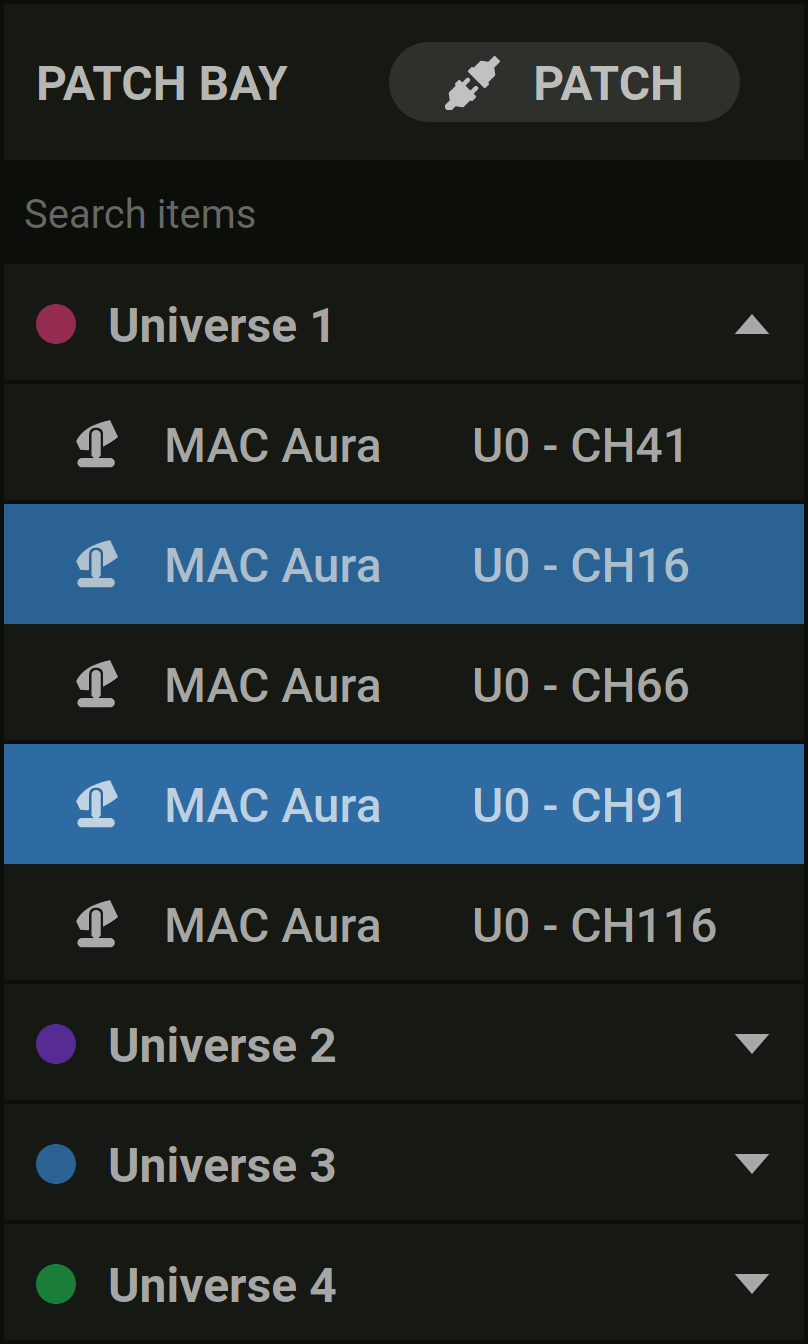 PATCH BAY PATCH
Search items
Universe 1
MAC Aura U0 - CH41
MAC Aura U0 - CH16
MAC Aura U0 - CH66
MAC Aura U0 - CH91
MAC Aura U0 - CH116
Universe 2
Universe 3
Universe 4